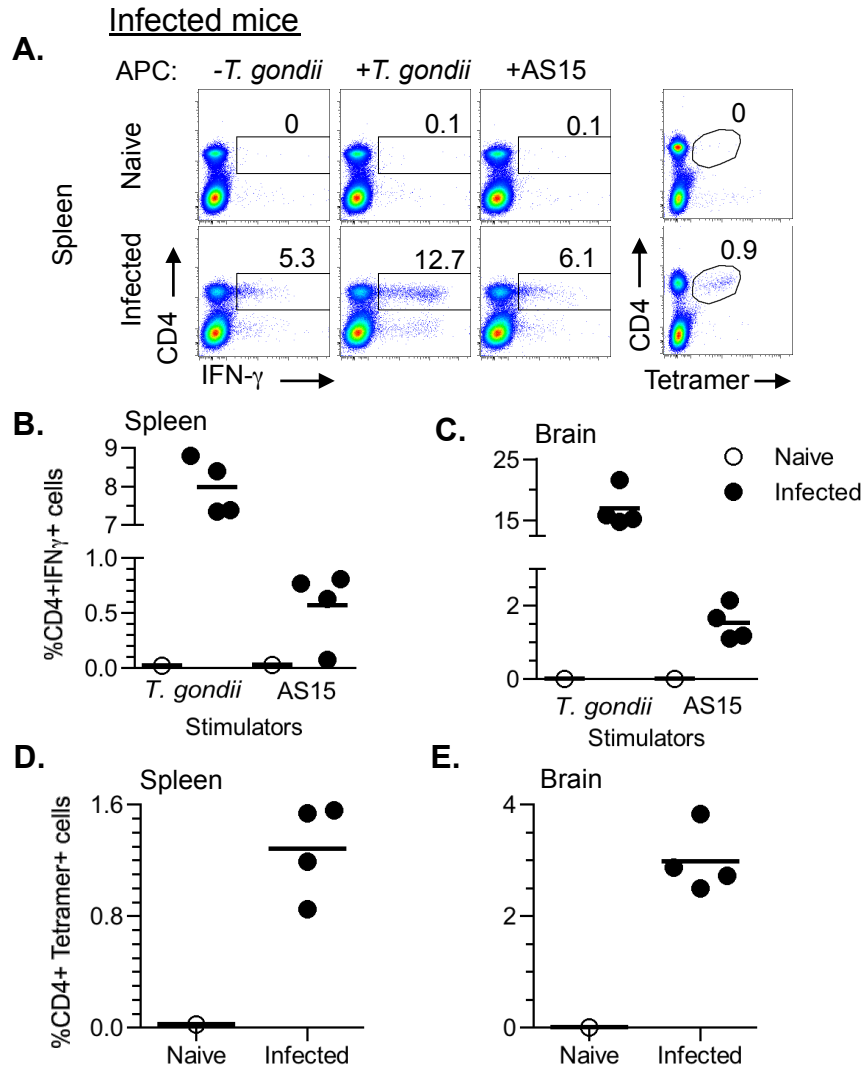 Infected mice
A.
APC: -T. gondii +T. gondii +AS15
Spleen
Naive
0 0.1 0.1 0
Infected
5.3 12.7 6.1 0.9
CD4
CD4
IFN-γ
Tetramer
B.
Spleen
%CD4+IFNγ+ cells
9
8
7
1.0
0.5
0.0
T. gondii AS15
Stimulators
C.
Brain
25
15
2
0
T. gondii AS15
Stimulators
Naive
Infected
D.
Spleen
%CD4+ Tetramer+ cells
1.6
0.8
0.0
Naive Infected
E.
Brain
4
2
0
Naive Infected